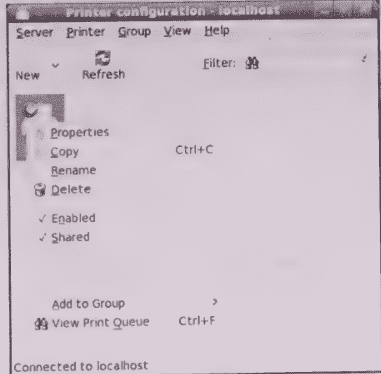 Printer configuration - localhost
Server Printer Group View Help
New Refresh Filter:
Properties
Copy Ctrl+C
Rename
Delete
✓ Enabled
✓ Shared
Add to Group >
View Print Queue Ctrl+F
Connected to localhost